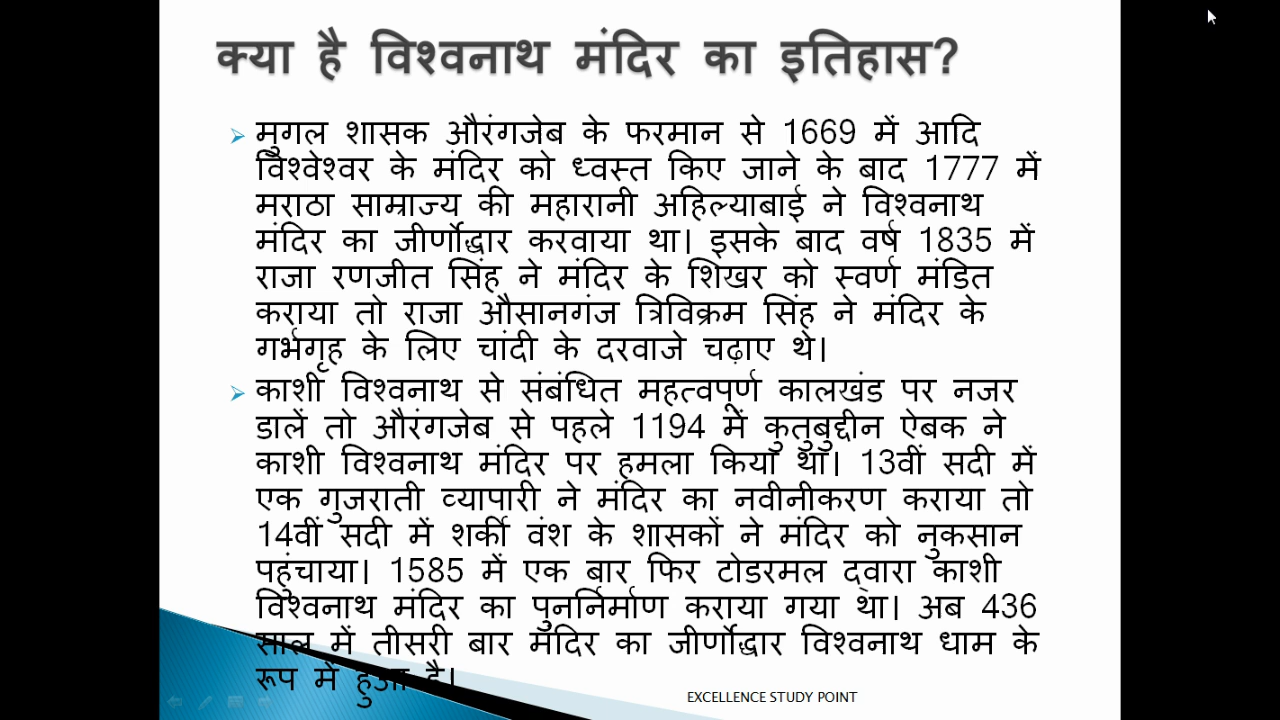 क्या है विश्वनाथ मंदिर का इतिहास?
मुगल शासक औरंगजेब के फरमान से 1669 में आदि
विश्वेश्वर के मंदिर को ध्वस्त किए जाने के बाद 1777 में
मराठा साम्राज्य की महारानी अहिल्याबाई ने विश्वनाथ
मंदिर का जीर्णोद्धार करवाया था। इसके बाद वर्ष 1835 में
राजा रणजीत सिंह ने मंदिर के शिखर को स्वर्ण मंडित
कराया तो राजा औसानगंज त्रिविक्रम सिंह ने मंदिर के
गर्भगृह के लिए चांदी के दरवाजे चढ़ाए थे।
काशी विश्वनाथ से संबंधित महत्वपूर्ण कालखंड पर नजर
डालें तो औरंगजेब से पहले 1194 में कुतुबुद्दीन ऐबक ने
काशी विश्वनाथ मंदिर पर हमला किया था। 13वीं सदी में
एक गुजराती व्यापारी ने मंदिर का नवीनीकरण कराया तो
14वीं सदी में शर्की वंश के शासकों ने मंदिर को नुकसान
पहुंचाया। 1585 में एक बार फिर टोडरमल द्वारा काशी
विश्वनाथ मंदिर का पुनर्निर्माण कराया गया था। अब 436
साल में तीसरी बार मंदिर का जीर्णोद्धार विश्वनाथ धाम के
रूप में हुआ है।
EXCELLENCE STUDY POINT